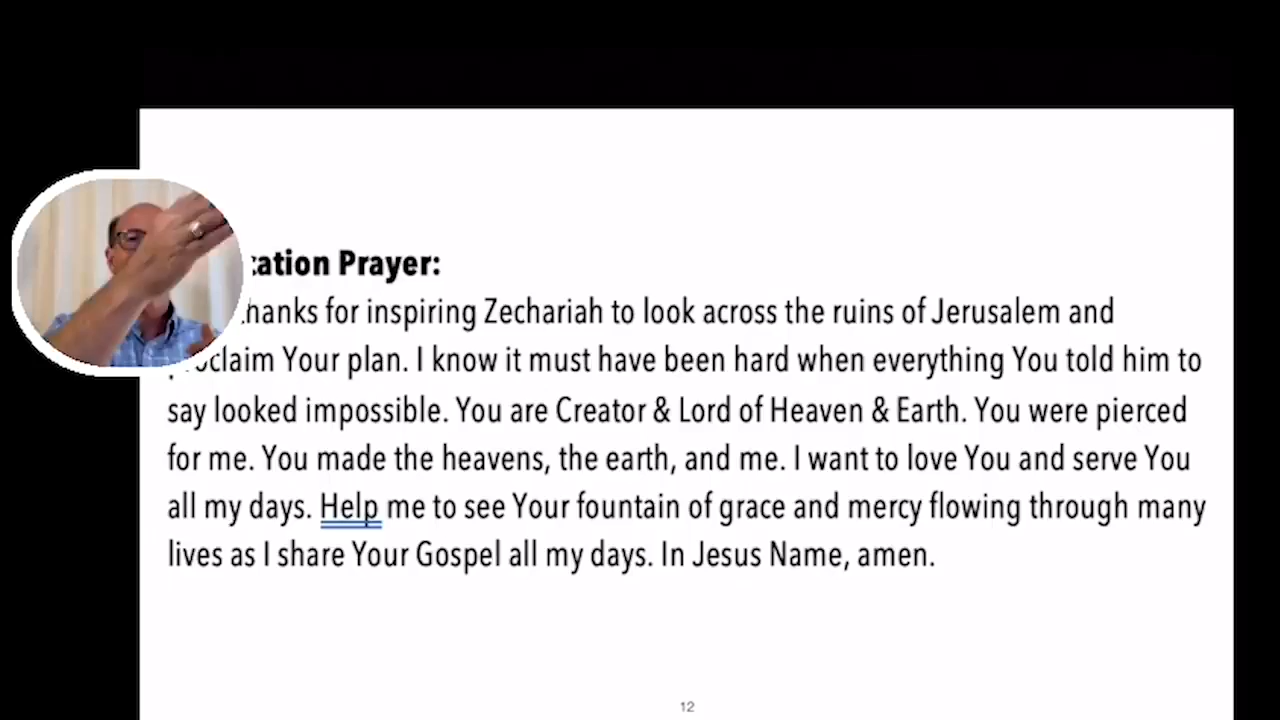 Prayer:
for inspiring Zechariah to look across the ruins of Jerusalem and
Your plan. I know it must have been hard when everything You told him to
say looked impossible. You are Creator & Lord of Heaven & Earth. You were pierced
for me. You made the heavens, the earth, and me. I want to love You and serve You
all my days. Help me to see Your fountain of grace and mercy flowing through many
lives as I share Your Gospel all my days. In Jesus Name, amen.
12